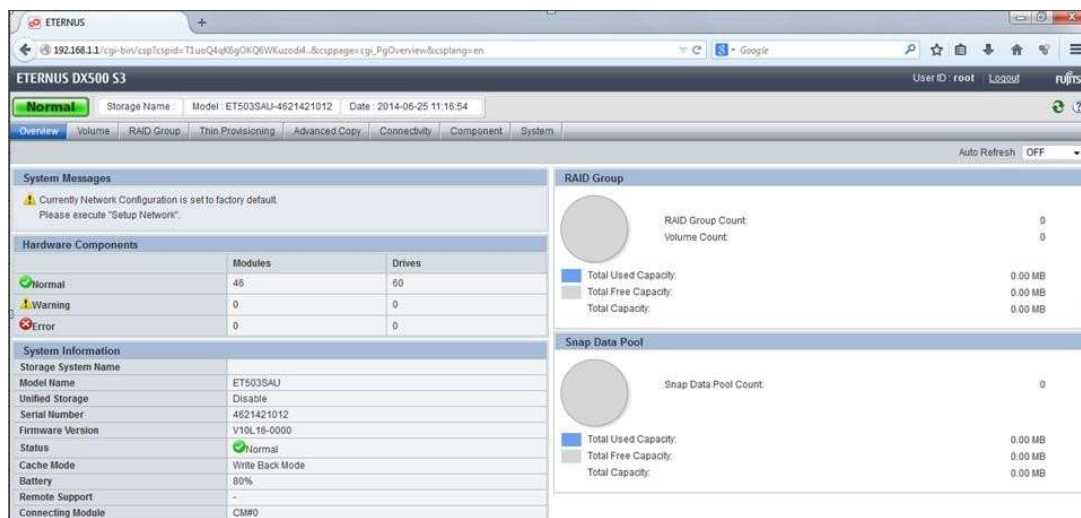 ETERNUS
192.168.1.1/cgi-bin/csp?cspid=T1uoQ4qK6gOKQ6WKuzodi4..&csppage=cgi_PgOverview&csplang=en
Google
ETERNUS DX500 S3
User ID : root Logout
Normal Storage Name : Model : ET503SAU-4621421012 Date : 2014-06-25 11:16:54
Overview Volume RAID Group Thin Provisioning Advanced Copy Connectivity Component System
Auto Refresh OFF
System Messages
Currently Network Configuration is set to factory default.
Please execute "Setup Network".
Hardware Components
Modules Drives
Normal 46 60
Warning 0 0
Error 0 0
System Information
Storage System Name
Model Name ET503SAU
Unified Storage Disable
Serial Number 4621421012
Firmware Version V10L16-0000
Status Normal
Cache Mode Write Back Mode
Battery 80%
Remote Support -
Connecting Module CM#0
RAID Group
RAID Group Count: 0
Volume Count: 0
Total Used Capacity: 0.00 MB
Total Free Capacity: 0.00 MB
Total Capacity: 0.00 MB
Snap Data Pool
Snap Data Pool Count: 0
Total Used Capacity: 0.00 MB
Total Free Capacity: 0.00 MB
Total Capacity: 0.00 MB